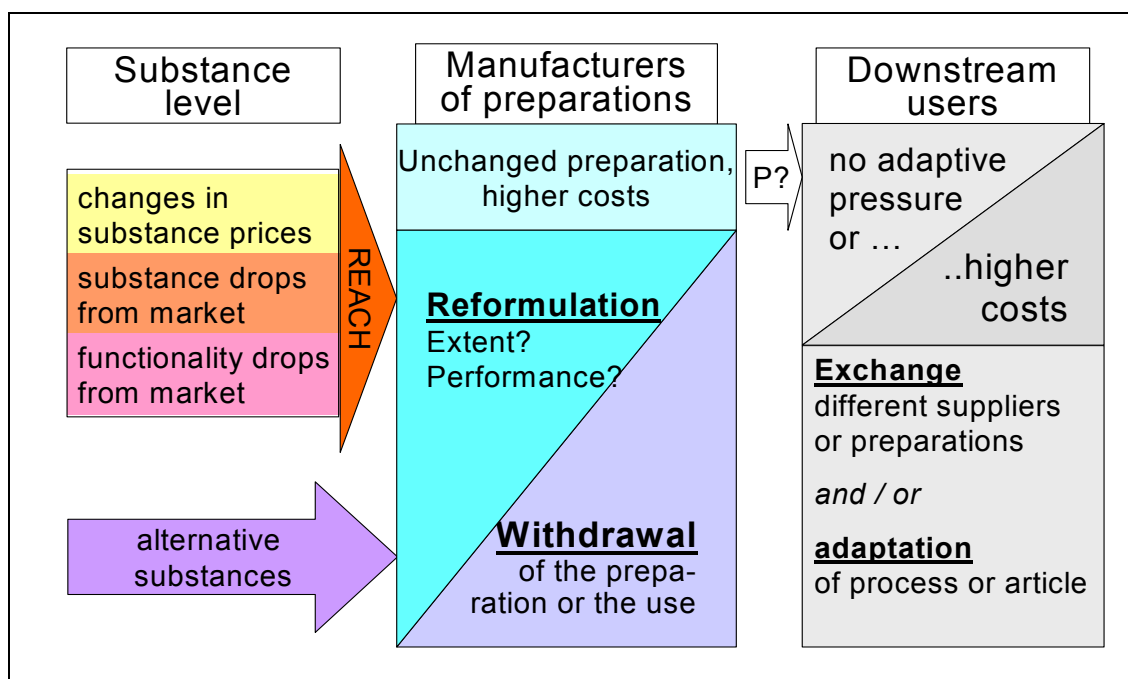 Substance
level
changes in
substance prices
substance drops
from market
functionality drops
from market
REACH
alternative
substances
Manufacturers
of preparations
Unchanged preparation,
higher costs
Reformulation
Extent?
Performance?
Withdrawal
of the prepa-
ration or the use
P?
Downstream
users
no adaptive
pressure
or ...
..higher
costs
Exchange
different suppliers
or preparations
and / or
adaptation
of process or article